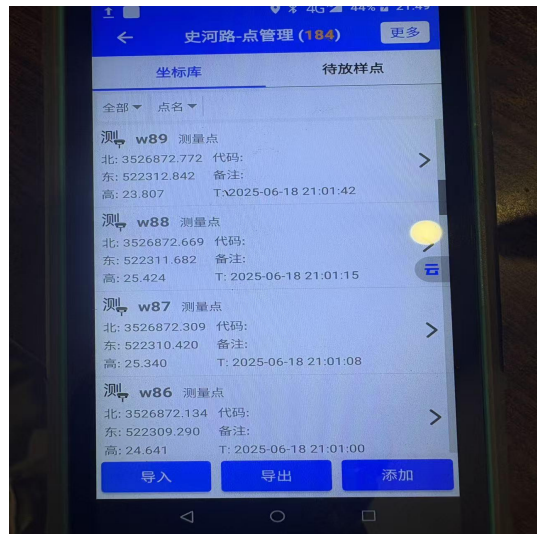 4G 44% 21:49
史河路-点管理 (184) 更多
坐标库 待放样点
全部 点名
测 w89 测量点
北: 3526872.772 代码:
东: 522312.842 备注:
高: 23.807 T: 2025-06-18 21:01:42
测 w88 测量点
北: 3526872.669 代码:
东: 522311.682 备注:
高: 25.424 T: 2025-06-18 21:01:15
云
测 w87 测量点
北: 3526872.309 代码:
东: 522310.420 备注:
高: 25.340 T: 2025-06-18 21:01:08
测 w86 测量点
北: 3526872.134 代码:
东: 522309.290 备注:
高: 24.641 T: 2025-06-18 21:01:00
导入 导出 添加